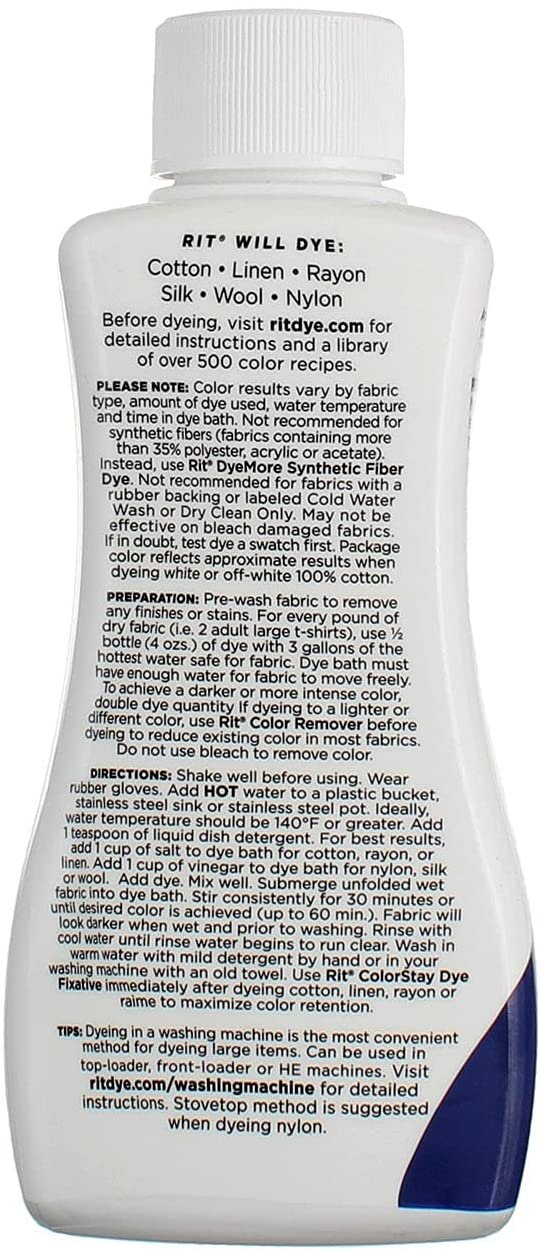 RIT® WILL DYE:
Cotton • Linen • Rayon
Silk • Wool • Nylon
Before dyeing, visit ritdye.com for
detailed instructions and a library
of over 500 color recipes.
PLEASE NOTE: Color results vary by fabric
type, amount of dye used, water temperature
and time in dye bath. Not recommended for
synthetic fibers (fabrics containing more
than 35% polyester, acrylic or acetate).
Instead, use Rit® DyeMore Synthetic Fiber
Dye. Not recommended for fabrics with a
rubber backing or labeled Cold Water
Wash or Dry Clean Only. May not be
effective on bleach damaged fabrics.
If in doubt, test dye a swatch first. Package
color reflects approximate results when
dyeing white or off-white 100% cotton.
PREPARATION: Pre-wash fabric to remove
any finishes or stains. For every pound of
dry fabric (i.e. 2 adult large t-shirts), use ½
bottle (4 ozs.) of dye with 3 gallons of the
hottest water safe for fabric. Dye bath must
have enough water for fabric to move freely.
To achieve a darker or more intense color,
double dye quantity If dyeing to a lighter or
different color, use Rit® Color Remover before
dyeing to reduce existing color in most fabrics.
Do not use bleach to remove color.
DIRECTIONS: Shake well before using. Wear
rubber gloves. Add HOT water to a plastic bucket,
stainless steel sink or stainless steel pot. Ideally,
water temperature should be 140°F or greater. Add
1 teaspoon of liquid dish detergent. For best results,
add 1 cup of salt to dye bath for cotton, rayon, or
linen. Add 1 cup of vinegar to dye bath for nylon, silk
or wool. Add dye. Mix well. Submerge unfolded wet
fabric into dye bath. Stir consistently for 30 minutes or
until desired color is achieved (up to 60 min.). Fabric will
look darker when wet and prior to washing. Rinse with
cool water until rinse water begins to run clear. Wash in
warm water with mild detergent by hand or in your
washing machine with an old towel. Use Rit® ColorStay Dye
Fixative immediately after dyeing cotton, linen, rayon or
raime to maximize color retention.
TIPS: Dyeing in a washing machine is the most convenient
method for dyeing large items. Can be used in
top-loader, front-loader or HE machines. Visit
ritdye.com/washingmachine for detailed
instructions. Stovetop method is suggested
when dyeing nylon.